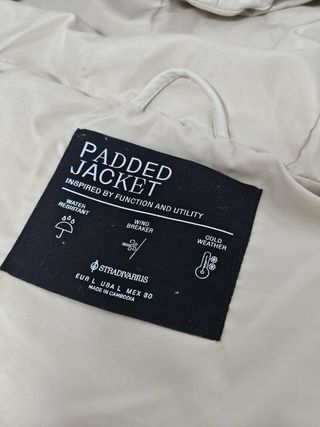 PADDED
JACKET
INSPIRED BY FUNCTION AND UTILITY
WATER
RESISTANT
WIND
BREAKER
COLD
WEATHER
STRADIVARIUS
EUR L USA L MEX 30
MADE IN CAMBODIA